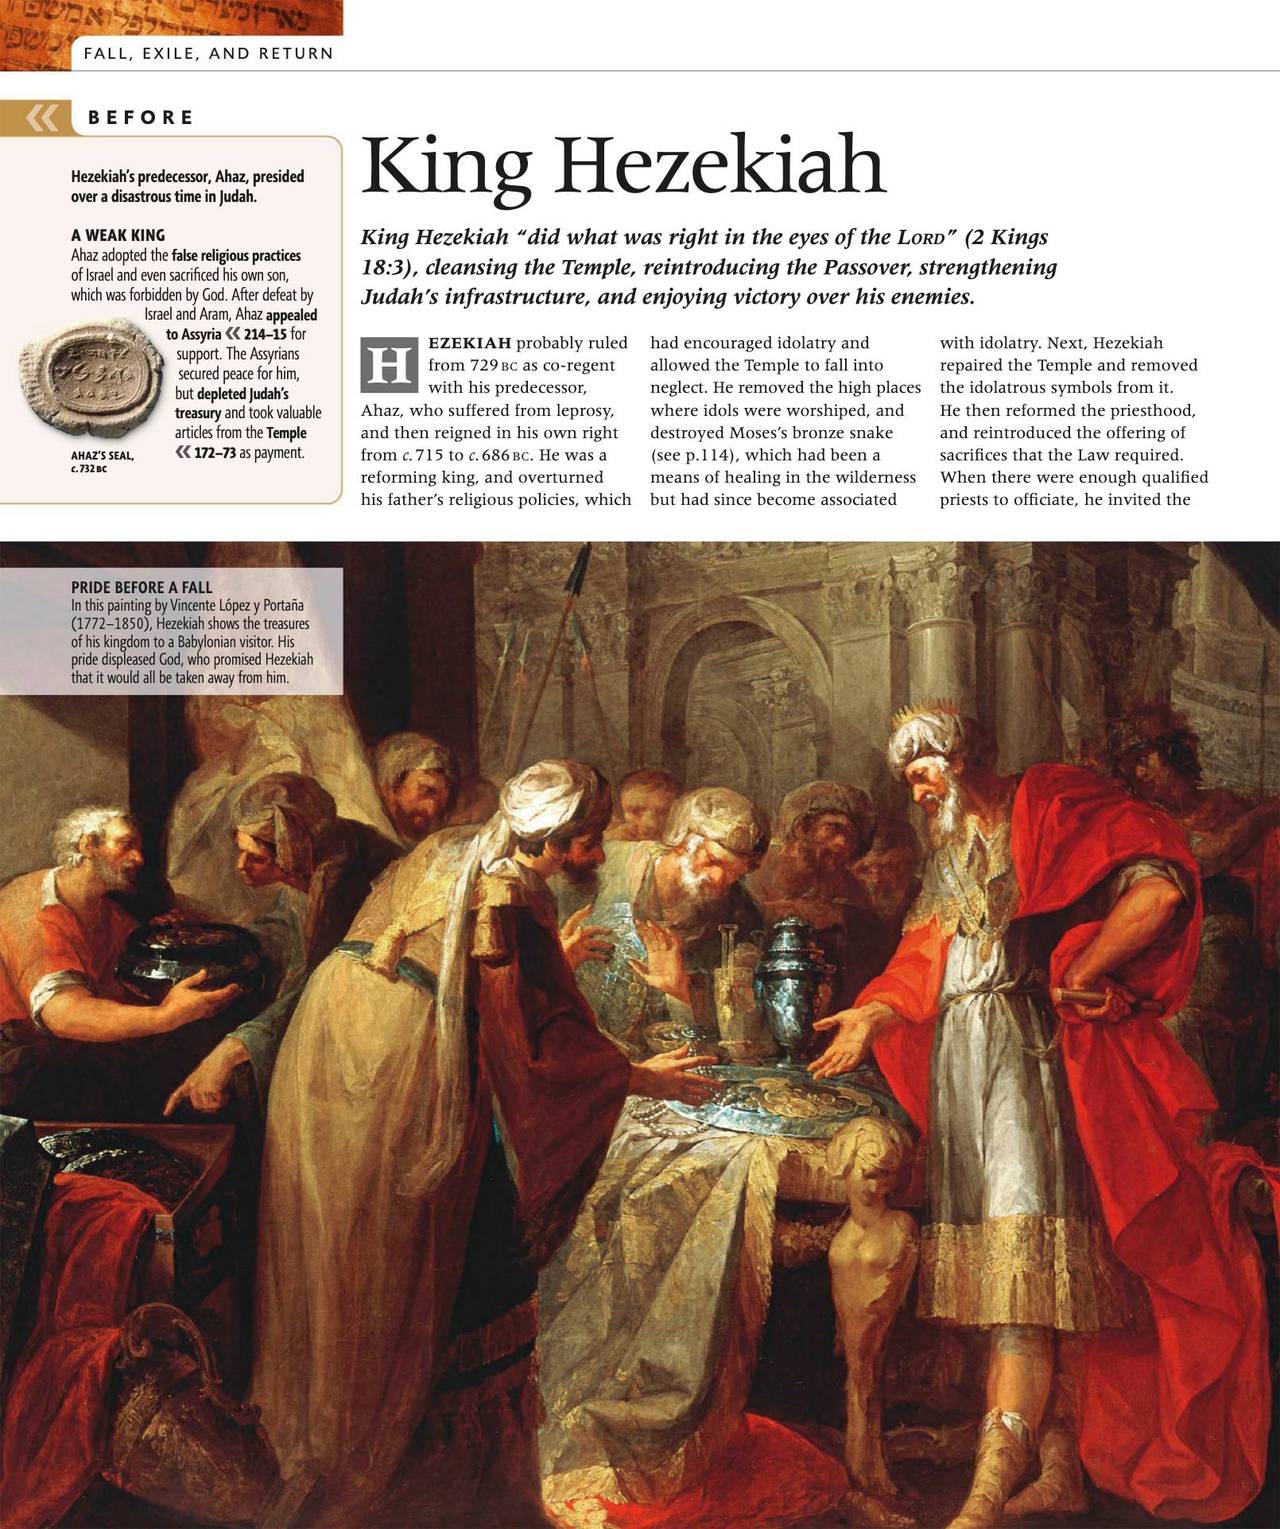 FALL, EXILE, AND RETURN
« BEFORE
Hezekiah's predecessor, Ahaz, presided
over a disastrous time in Judah.
A WEAK KING
Ahaz adopted the false religious practices
of Israel and even sacrificed his own son,
which was forbidden by God. After defeat by
Israel and Aram, Ahaz appealed
to Assyria « 214–15 for
support. The Assyrians
secured peace for him,
but depleted Judah's
treasury and took valuable
articles from the Temple
« 172–73 as payment.
AHAZ'S SEAL,
c.732 BC
King Hezekiah
King Hezekiah “did what was right in the eyes of the LORD” (2 Kings
18:3), cleansing the Temple, reintroducing the Passover, strengthening
Judah's infrastructure, and enjoying victory over his enemies.
HEZEKIAH probably ruled
from 729 BC as co-regent
with his predecessor,
Ahaz, who suffered from leprosy,
and then reigned in his own right
from c. 715 to c. 686 BC. He was a
reforming king, and overturned
his father's religious policies, which
had encouraged idolatry and
allowed the Temple to fall into
neglect. He removed the high places
where idols were worshiped, and
destroyed Moses's bronze snake
(see p.114), which had been a
means of healing in the wilderness
but had since become associated
with idolatry. Next, Hezekiah
repaired the Temple and removed
the idolatrous symbols from it.
He then reformed the priesthood,
and reintroduced the offering of
sacrifices that the Law required.
When there were enough qualified
priests to officiate, he invited the
PRIDE BEFORE A FALL
In this painting by Vincente López y Portaña
(1772–1850), Hezekiah shows the treasures
of his kingdom to a Babylonian visitor. His
pride displeased God, who promised Hezekiah
that it would all be taken away from him.